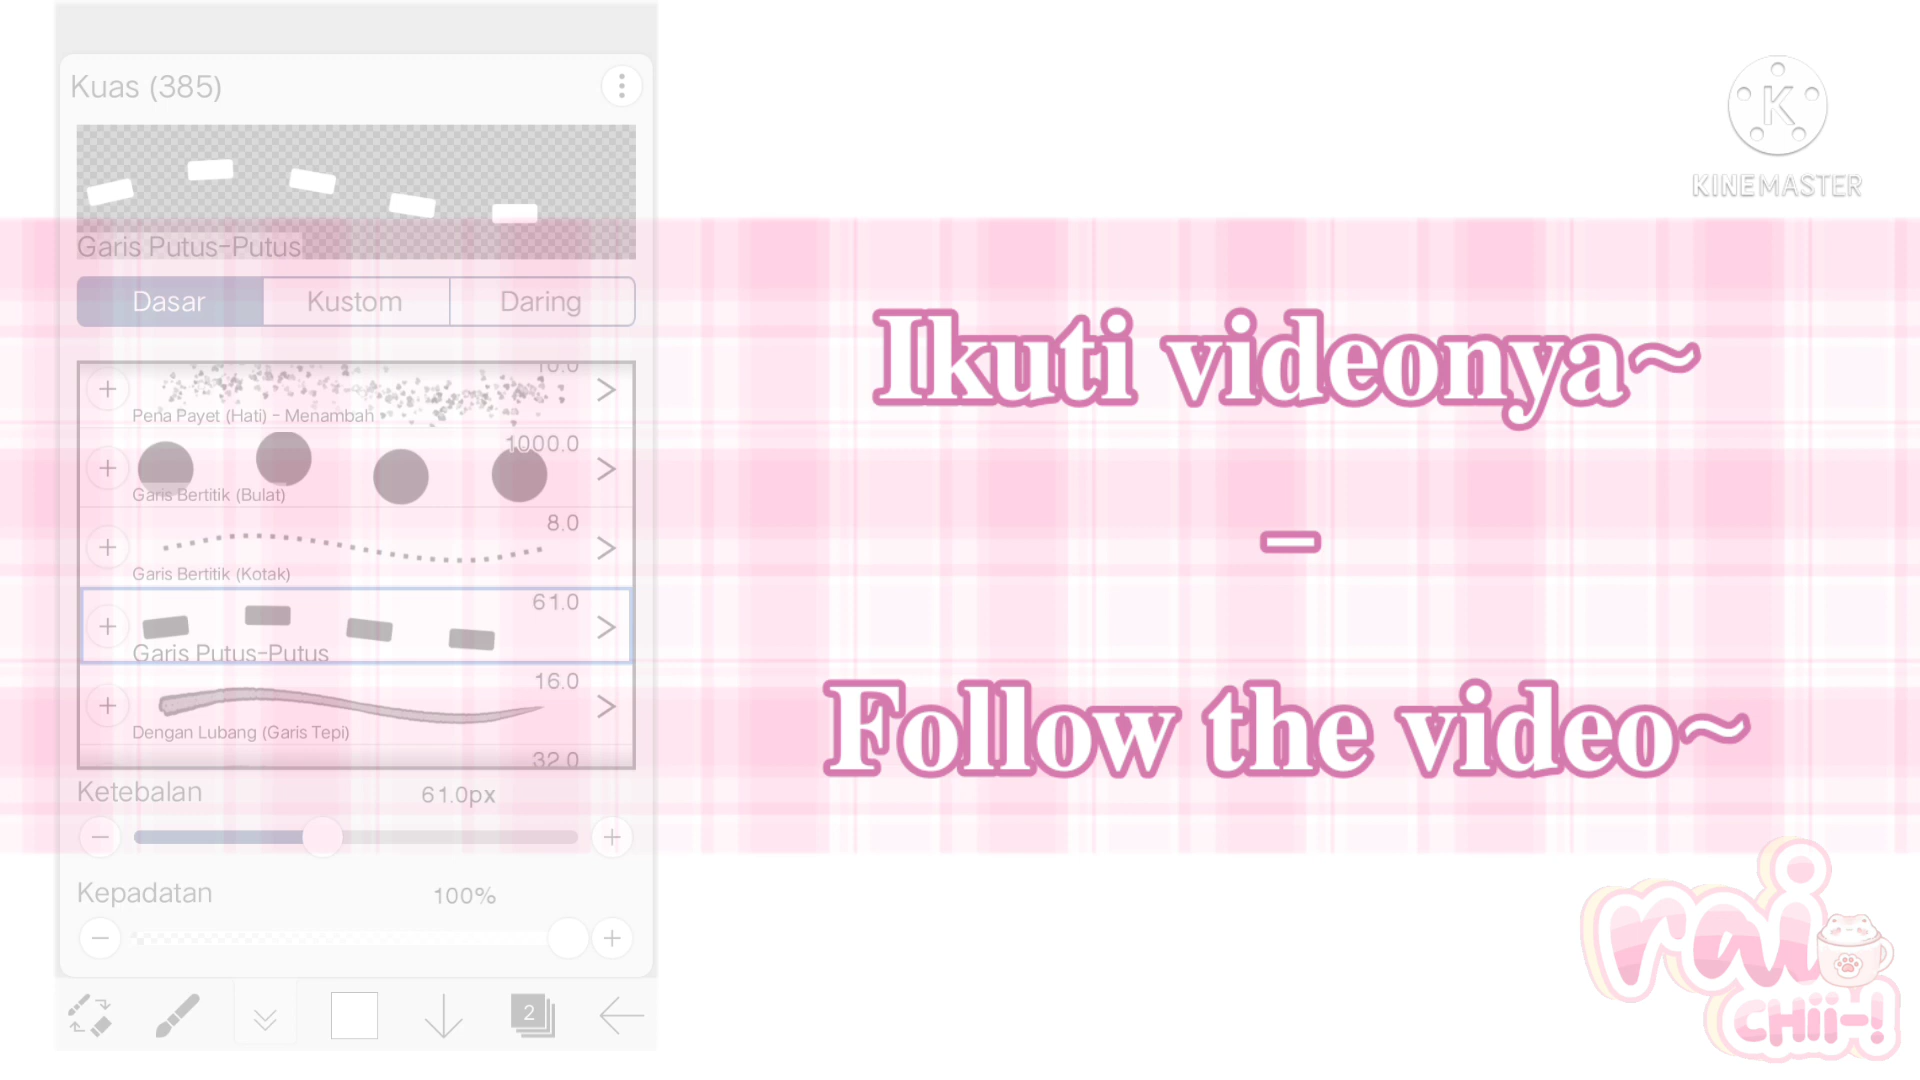 Kuas (385)
Garis Putus-Putus
Dasar
Kustom
Daring
10.0
Pena Payet (Hati) - Menambah
1000.0
Garis Bertitik (Bulat)
8.0
Garis Bertitik (Kotak)
61.0
Garis Putus-Putus
16.0
Dengan Lubang (Garis Tepi)
32.0
Ketebalan 61.0px
Kepadatan 100%
2
K
KINEMASTER
Ikuti videonya~
-
Follow the video~
rai
CHii-!